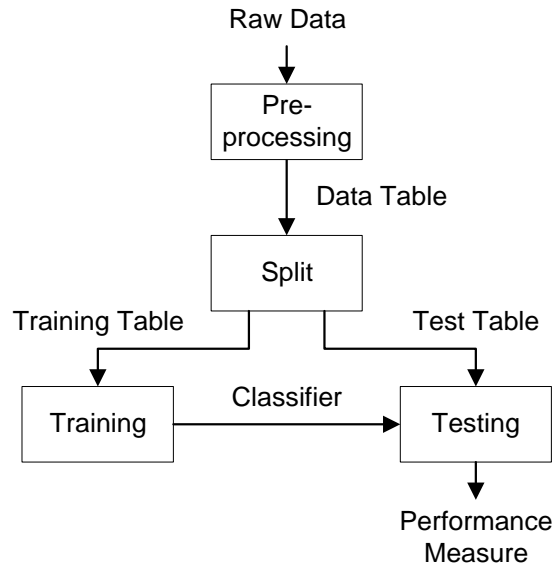 Raw Data
Pre-
processing
Data Table
Split
Training Table
Test Table
Classifier
Training
Testing
Performance
Measure